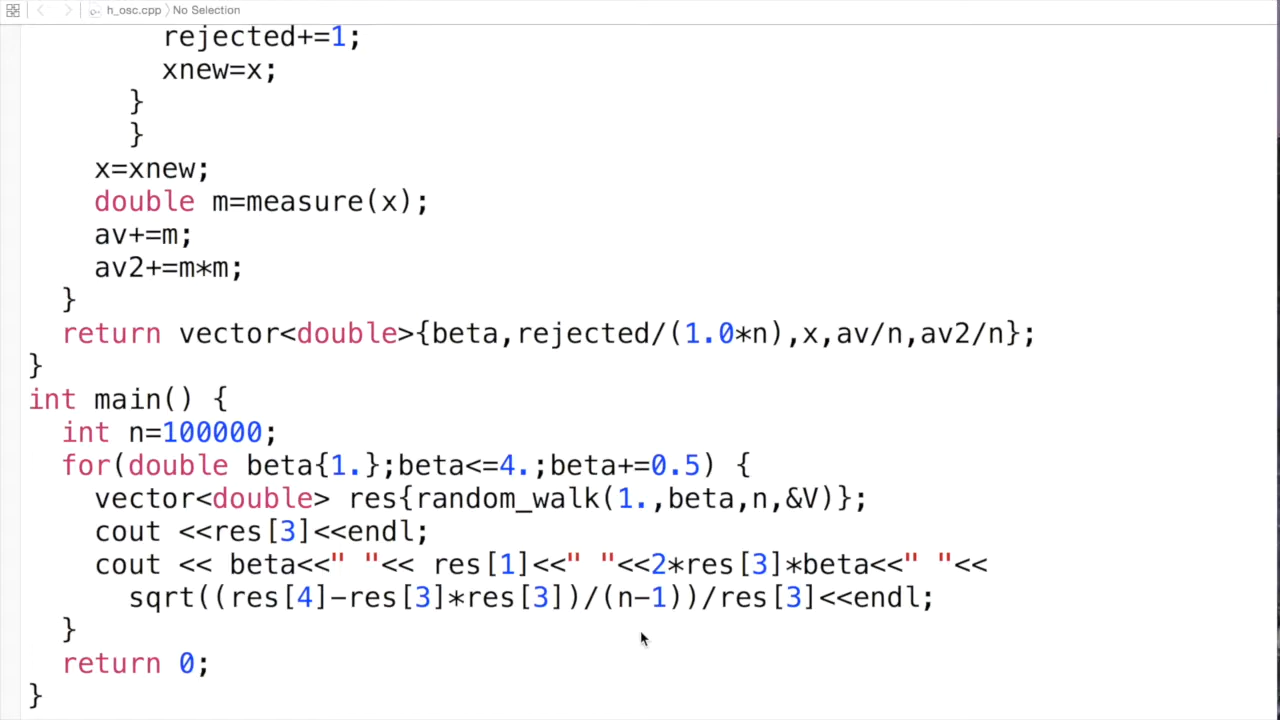 h_osc.cpp 〉No Selection
        rejected+=1;
        xnew=x;
      }
      }
    x=xnew;
    double m=measure(x);
    av+=m;
    av2+=m*m;
  }
  return vector<double>{beta,rejected/(1.0*n),x,av/n,av2/n};
}
int main() {
  int n=100000;
  for(double beta{1.};beta<=4.;beta+=0.5) {
    vector<double> res{random_walk(1.,beta,n,&V)};
    cout <<res[3]<<endl;
    cout << beta<<" "<< res[1]<<" "<<2*res[3]*beta<<" "<<
      sqrt((res[4]-res[3]*res[3])/(n-1))/res[3]<<endl;
  }
  return 0;
}